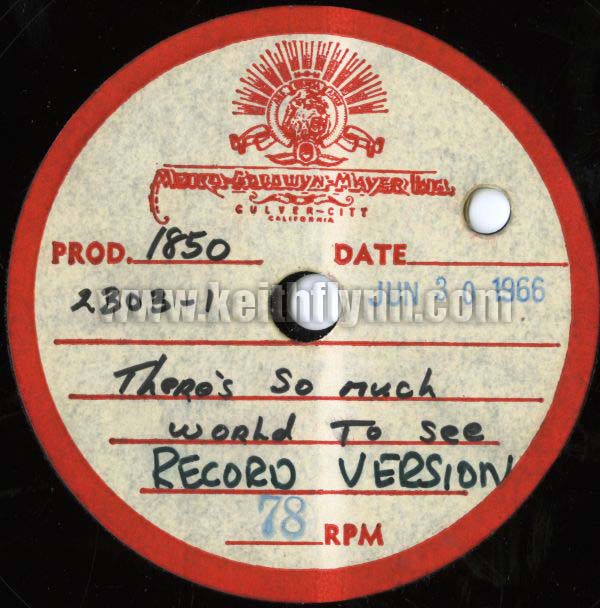 METRO-GOLDWYN-MAYER INC.
CULVER-CITY
CALIFORNIA
PROD. 1850 DATE
2303-1 JUN 30 1966
www.keithflynn.com
There's so much
world To see
RECORD VERSION
78 RPM